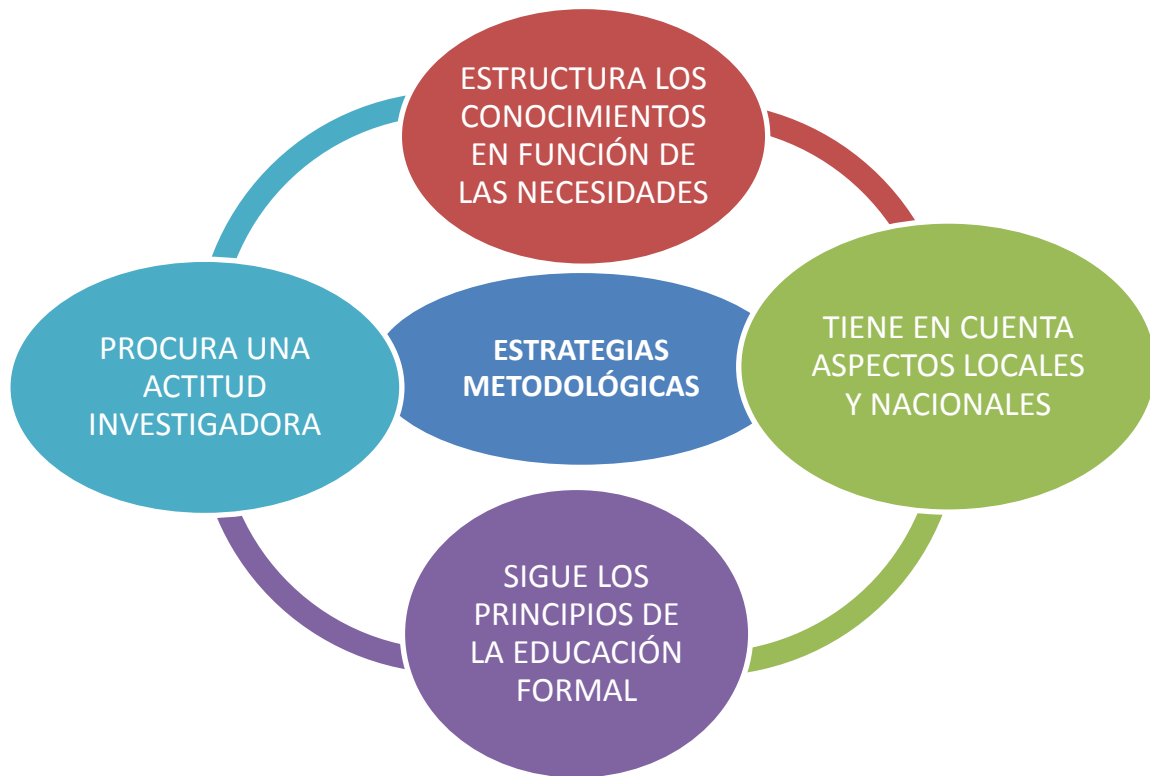 ESTRUCTURA LOS
CONOCIMIENTOS
EN FUNCIÓN DE
LAS NECESIDADES
PROCURA UNA
ACTITUD
INVESTIGADORA
ESTRATEGIAS
METODOLÓGICAS
TIENE EN CUENTA
ASPECTOS LOCALES
Y NACIONALES
SIGUE LOS
PRINCIPIOS DE
LA EDUCACIÓN
FORMAL